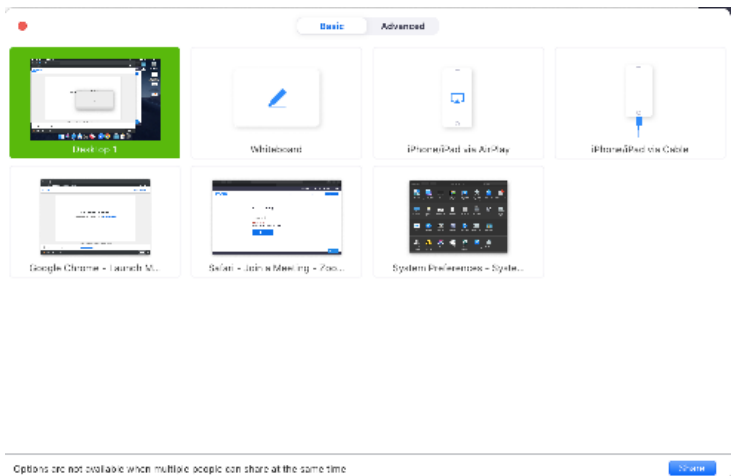 Basic Advanced
Desktop 1 Whiteboard iPhone/iPad via AirPlay iPhone/iPad via Cable
Google Chrome - Launch M... Safari - Join a Meeting - Zoo... System Preferences - Syste...
Options are not available when multiple people can share at the same time Share